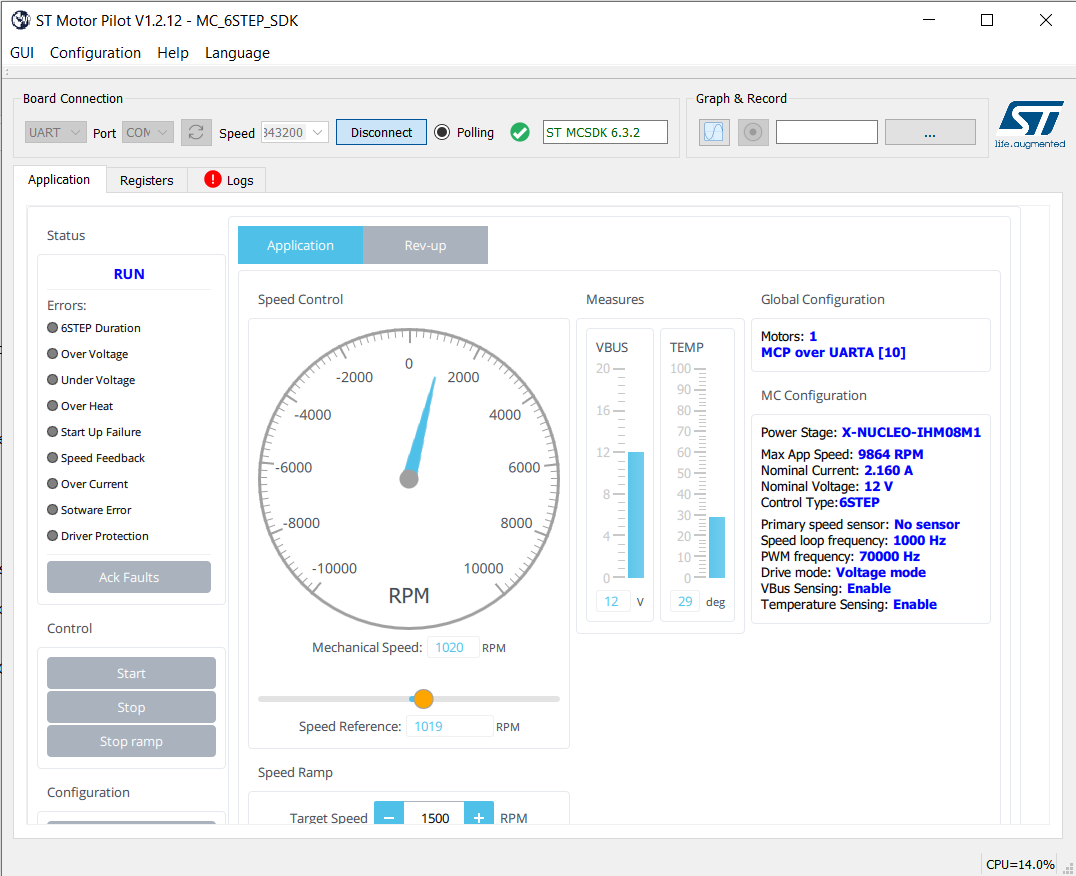 ST Motor Pilot V1.2.12 - MC_6STEP_SDK
GUI Configuration Help Language
Board Connection
UART Port COM Speed 843200 Disconnect Polling ST MCSDK 6.3.2
Graph & Record
...
ST
life.augmented
Application Registers Logs
Status
RUN
Errors:
6STEP Duration
Over Voltage
Under Voltage
Over Heat
Start Up Failure
Speed Feedback
Over Current
Sotware Error
Driver Protection
Ack Faults
Control
Start
Stop
Stop ramp
Configuration
Application Rev-up
Speed Control
0
-2000 2000
-4000 4000
-6000 6000
-8000 8000
-10000 10000
RPM
Mechanical Speed: 1020 RPM
Speed Reference: 1019 RPM
Speed Ramp
Target Speed − 1500 + RPM
Measures
VBUS
20
16
12
8
4
0
12 V
TEMP
100
90
80
70
60
50
40
30
20
10
0
29 deg
Global Configuration
Motors: 1
MCP over UARTA [10]
MC Configuration
Power Stage: X-NUCLEO-IHM08M1
Max App Speed: 9864 RPM
Nominal Current: 2.160 A
Nominal Voltage: 12 V
Control Type:6STEP
Primary speed sensor: No sensor
Speed loop frequency: 1000 Hz
PWM frequency: 70000 Hz
Drive mode: Voltage mode
VBus Sensing: Enable
Temperature Sensing: Enable
CPU=14.0%